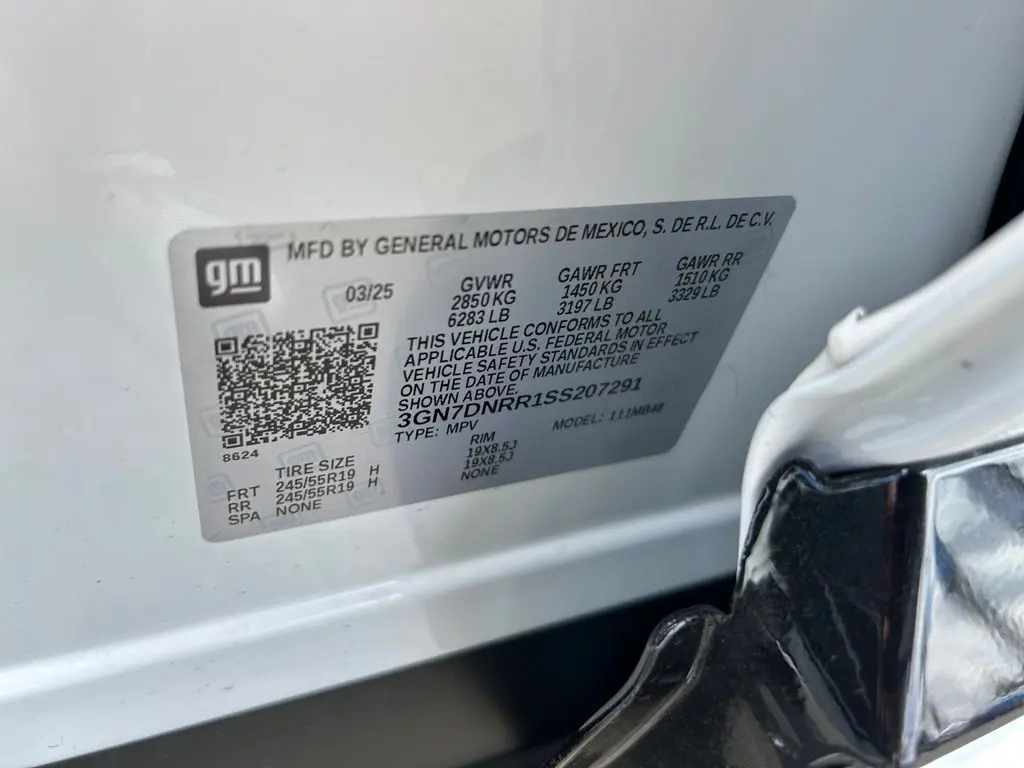 gm
MFD BY GENERAL MOTORS DE MEXICO, S. DE R.L. DE C.V.
03/25
GVWR GAWR FRT GAWR RR
2850 KG 1450 KG 1510 KG
6283 LB 3197 LB 3329 LB
THIS VEHICLE CONFORMS TO ALL
APPLICABLE U.S. FEDERAL MOTOR
VEHICLE SAFETY STANDARDS IN EFFECT
ON THE DATE OF MANUFACTURE
SHOWN ABOVE.
3GN7DNRR1SS207291
TYPE: MPV MODEL: 111MB48
8624
TIRE SIZE RIM
FRT 245/55R19 H 19X8.5J
RR 245/55R19 H 19X8.5J
SPA NONE NONE